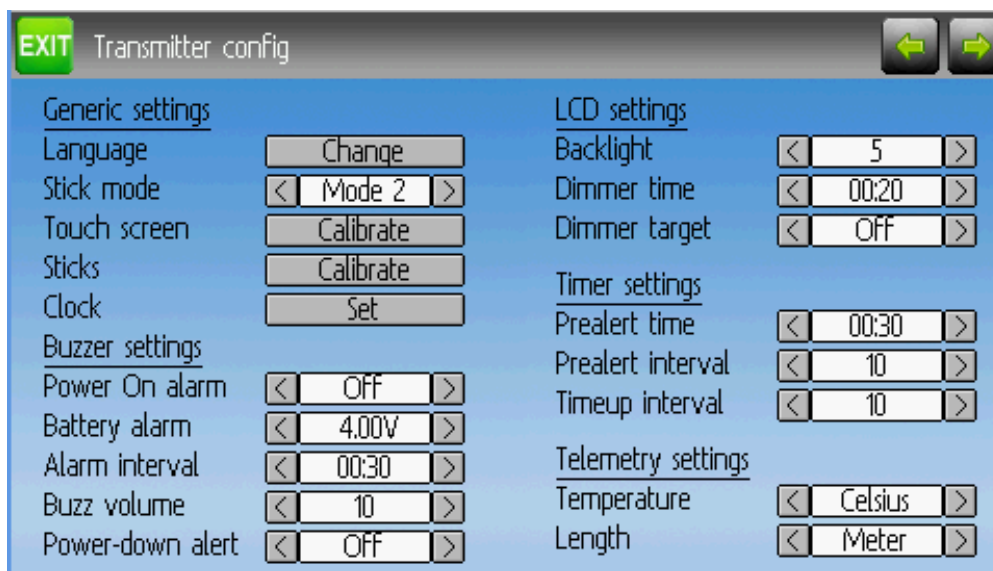 EXIT Transmitter config
Generic settings
Language Change
Stick mode < Mode 2 >
Touch screen Calibrate
Sticks Calibrate
Clock Set
Buzzer settings
Power On alarm < Off >
Battery alarm < 4.00V >
Alarm interval < 00:30 >
Buzz volume < 10 >
Power-down alert < Off >
LCD settings
Backlight < 5 >
Dimmer time < 00:20 >
Dimmer target < Off >
Timer settings
Prealert time < 00:30 >
Prealert interval < 10 >
Timeup interval < 10 >
Telemetry settings
Temperature < Celsius >
Length < Meter >